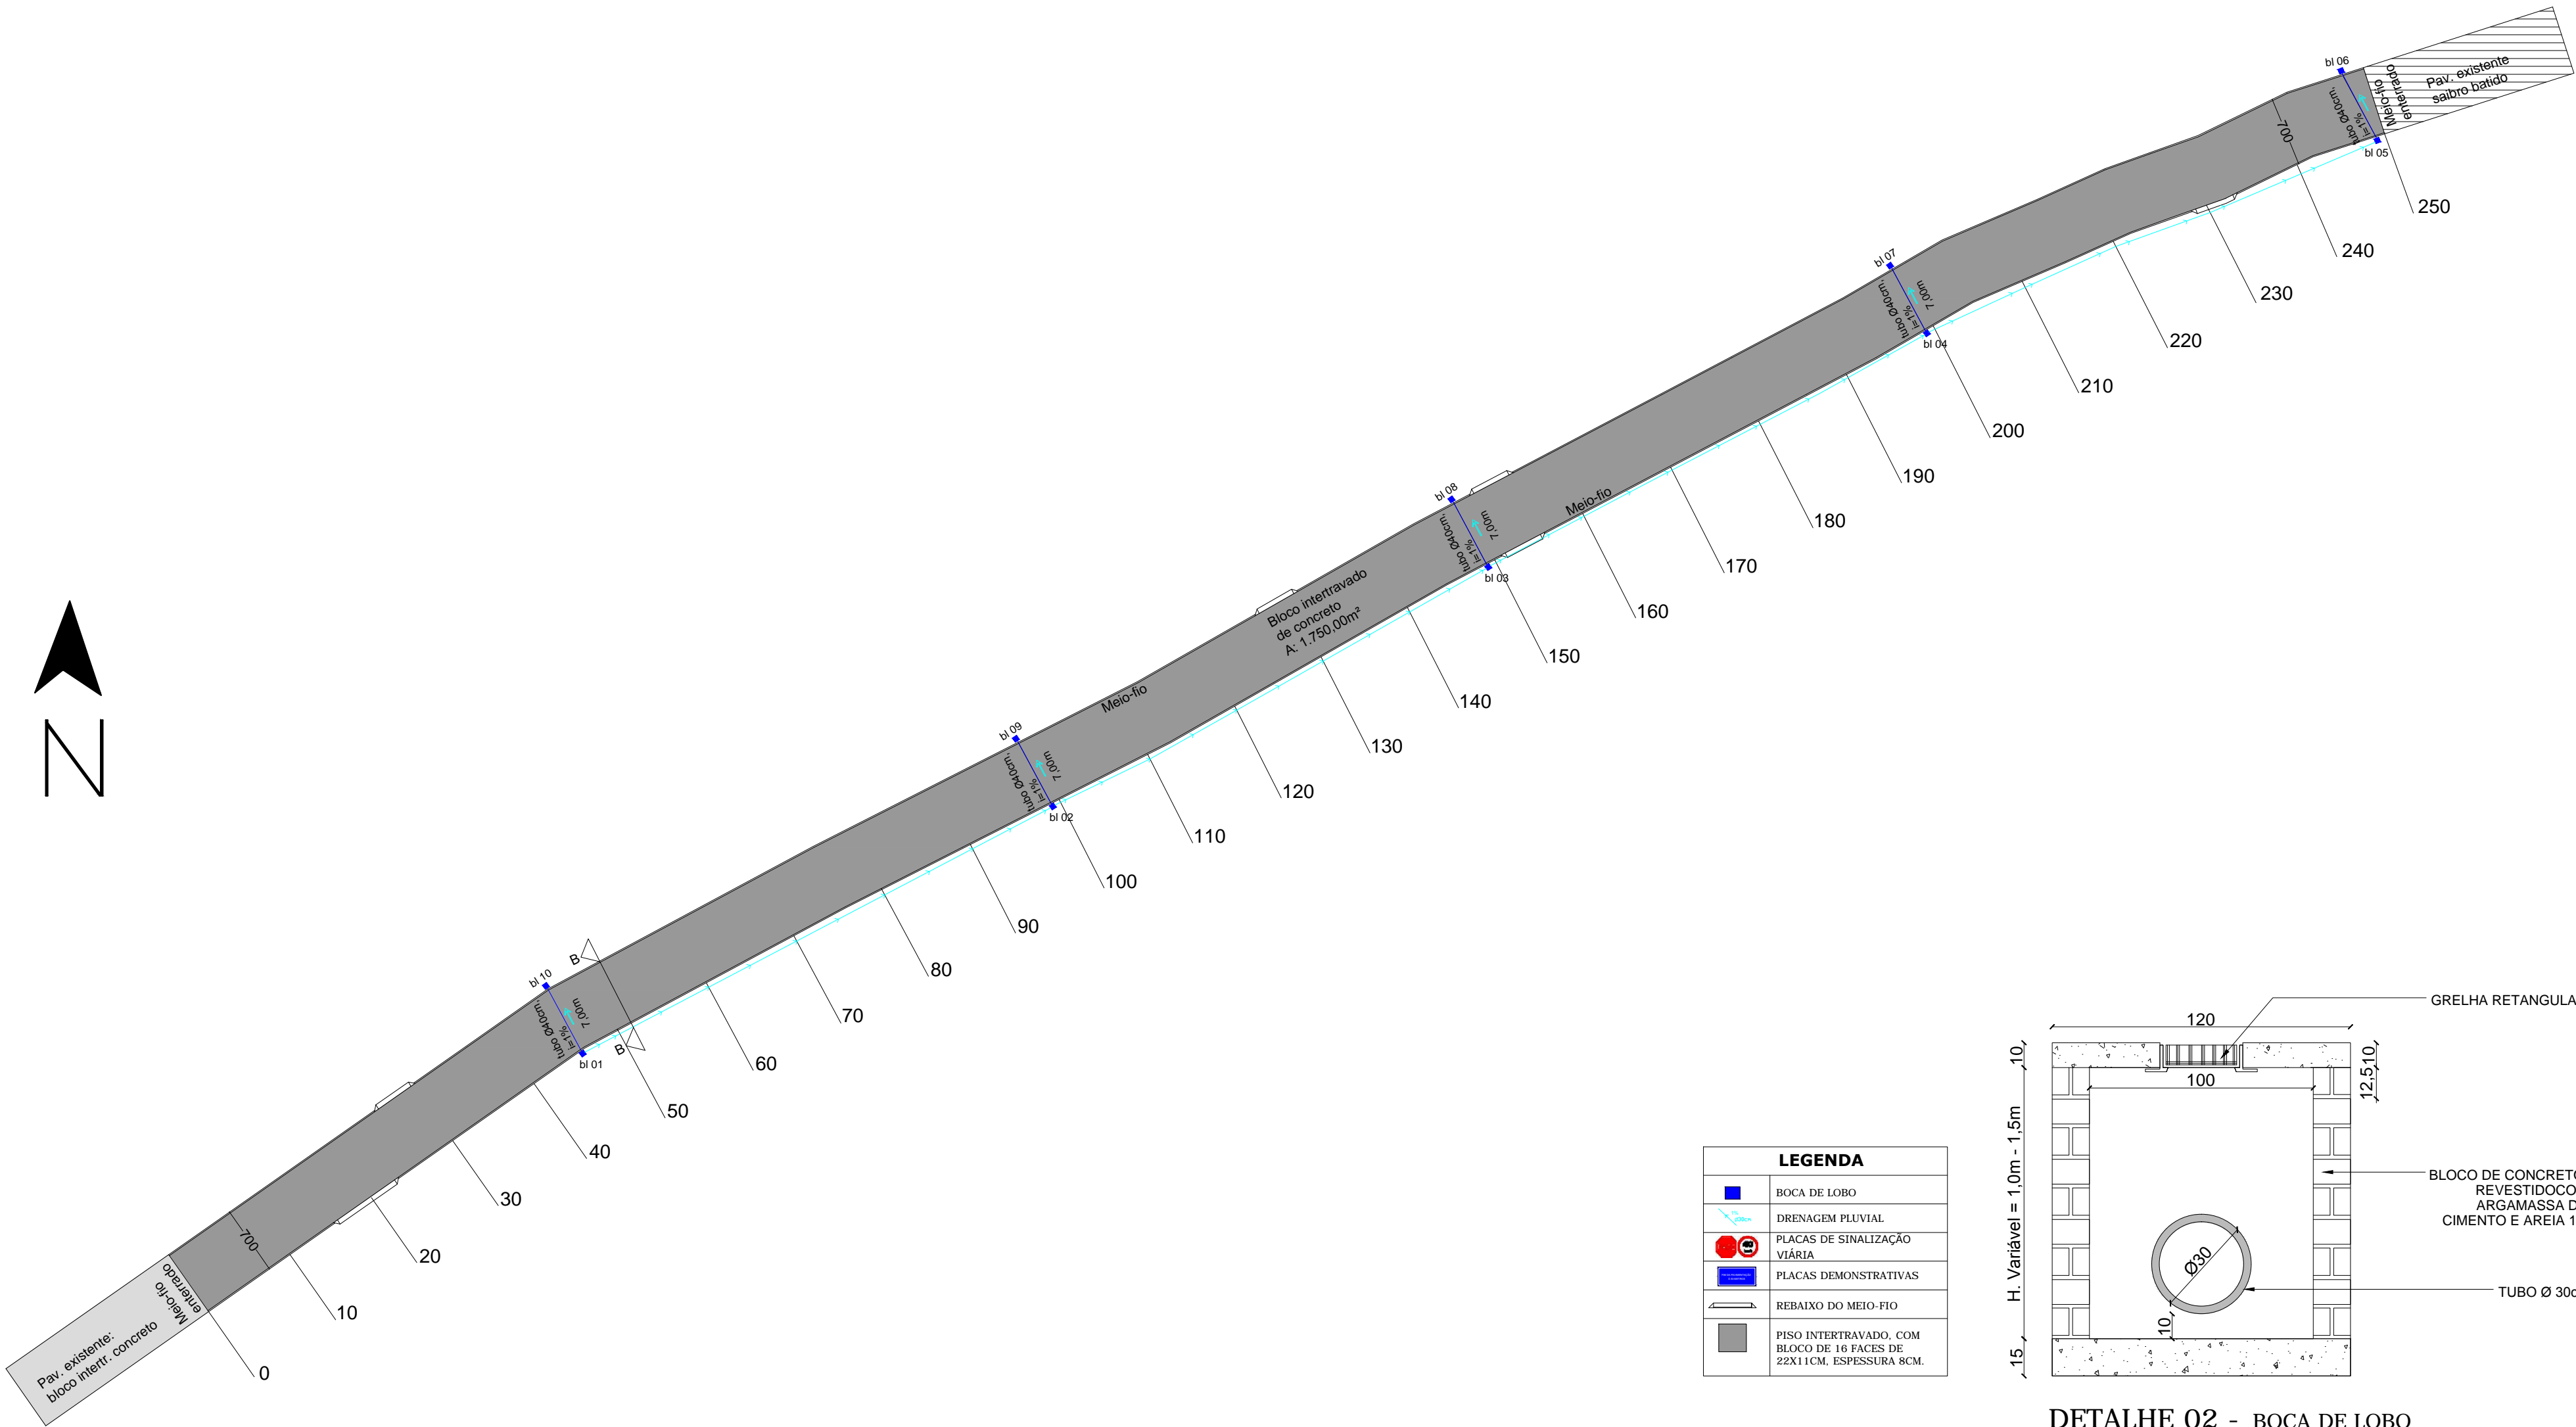 bl 06
Meio-fio
enterrado
Pav. existente
saibro batido
tubo Ø40cm,
i=1%
bl 05
700
250
240
230
220
210
200
190
180
170
160
150
140
130
120
110
100
90
80
70
60
50
40
30
20
10
0
bl 07
tubo Ø40cm,
i=1%
7,00m
bl 04
bl 08
tubo Ø40cm,
i=1%
7,00m
bl 03
Meio-fio
Bloco intertravado
de concreto
A: 1.750,00m²
Meio-fio
bl 09
tubo Ø40cm,
i=1%
7,00m
bl 02
B
B
bl 10
tubo Ø40cm,
i=1%
7,00m
bl 01
700
Meio-fio
enterrado
Pav. existente:
bloco intertr. concreto
N
LEGENDA
BOCA DE LOBO
DRENAGEM PLUVIAL
PLACAS DE SINALIZAÇÃO
VIÁRIA
PLACAS DEMONSTRATIVAS
REBAIXO DO MEIO-FIO
PISO INTERTRAVADO, COM
BLOCO DE 16 FACES DE
22X11CM, ESPESSURA 8CM.
GRELHA RETANGULA
120
10
10
12,5
100
H. Variável = 1,0m - 1,5m
BLOCO DE CONCRETO
REVESTIDOCO
ARGAMASSA D
CIMENTO E AREIA 1
Ø30
TUBO Ø 30c
10
15
DETALHE 02 - BOCA DE LOBO